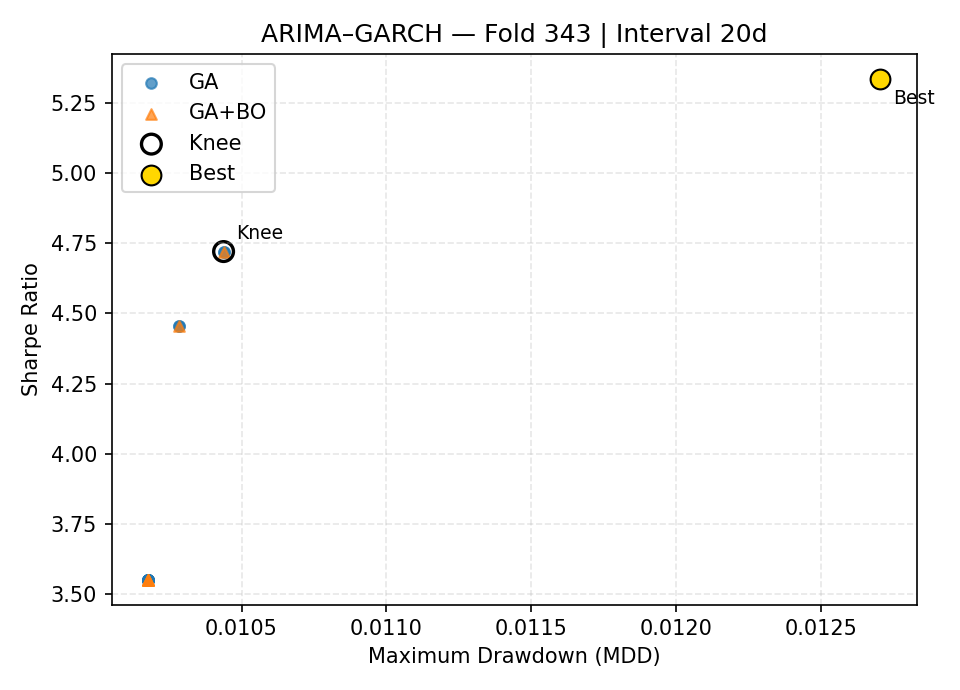 ARIMA–GARCH — Fold 343 | Interval 20d
GA
GA+BO
Knee
Best
Best
Knee
5.25
5.00
4.75
4.50
4.25
4.00
3.75
3.50
Sharpe Ratio
0.0105 0.0110 0.0115 0.0120 0.0125
Maximum Drawdown (MDD)